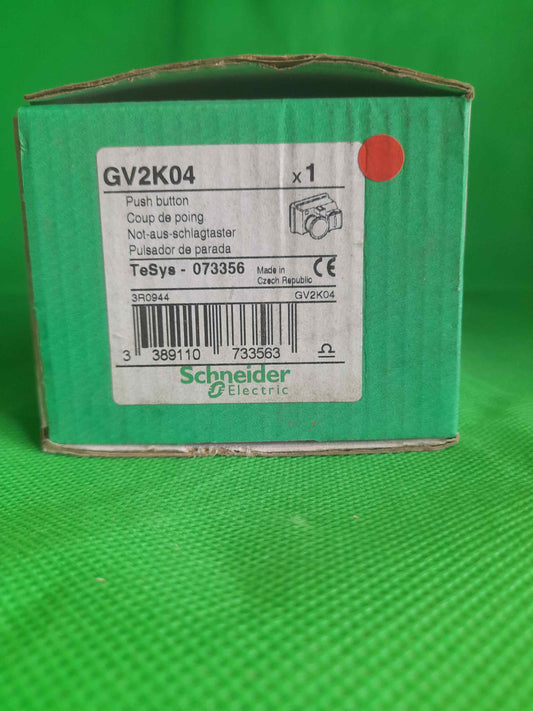 GV2K04 x 1
Push button
Coup de poing
Not-aus-schlagtaster
Pulsador de parada
TeSys - 073356 Made in Czech Republic CE
3R0944 GV2K04
3 389110 733563
Schneider
Electric